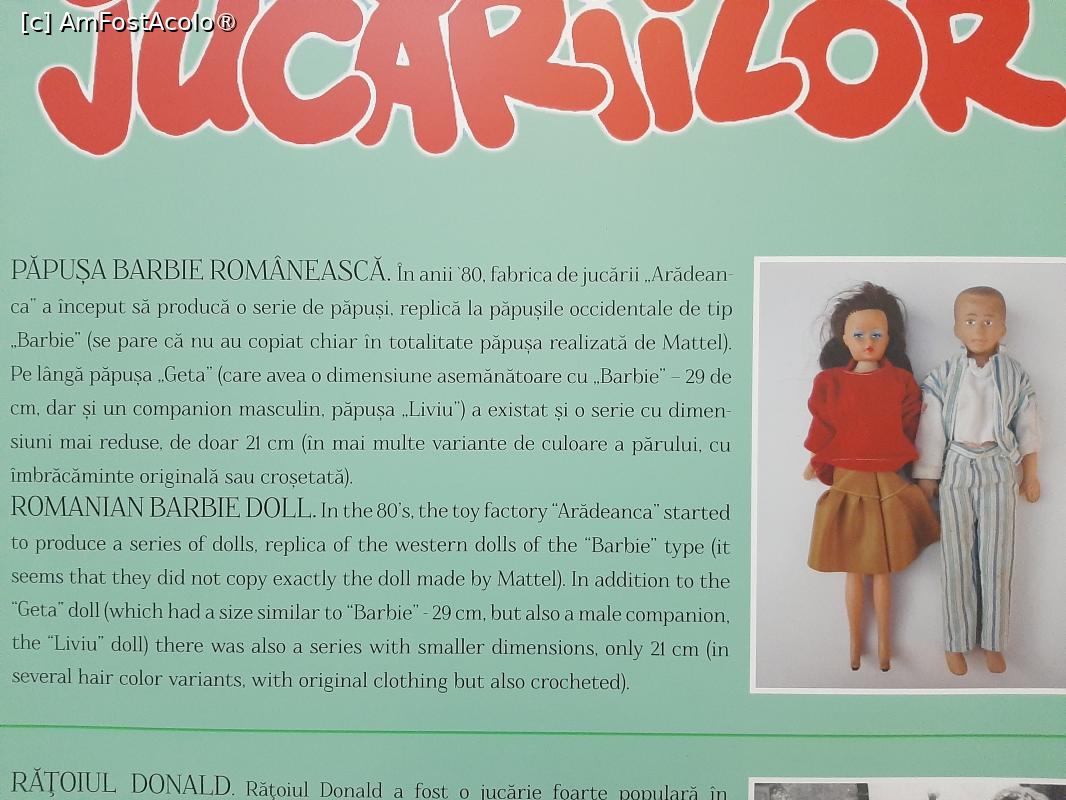 [c] AmFostAcolo®
JUCARIILOR
PĂPUȘA BARBIE ROMÂNEASCĂ. În anii `80, fabrica de jucării „Arădean-
ca” a început să producă o serie de păpuși, replică la păpușile occidentale de tip
„Barbie” (se pare că nu au copiat chiar în totalitate păpușa realizată de Mattel).
Pe lângă păpușa „Geta” (care avea o dimensiune asemănătoare cu „Barbie” – 29 de
cm, dar și un companion masculin, păpușa „Liviu”) a existat și o serie cu dimen-
siuni mai reduse, de doar 21 cm (în mai multe variante de culoare a părului, cu
îmbrăcăminte originală sau croșetată).
ROMANIAN BARBIE DOLL. In the 80’s, the toy factory “Arădeanca” started
to produce a series of dolls, replica of the western dolls of the “Barbie” type (it
seems that they did not copy exactly the doll made by Mattel). In addition to the
“Geta” doll (which had a size similar to “Barbie” - 29 cm, but also a male companion,
the “Liviu” doll) there was also a series with smaller dimensions, only 21 cm (in
several hair color variants, with original clothing but also crocheted).
RĂŢOIUL DONALD. Răţoiul Donald a fost o jucărie foarte populară în